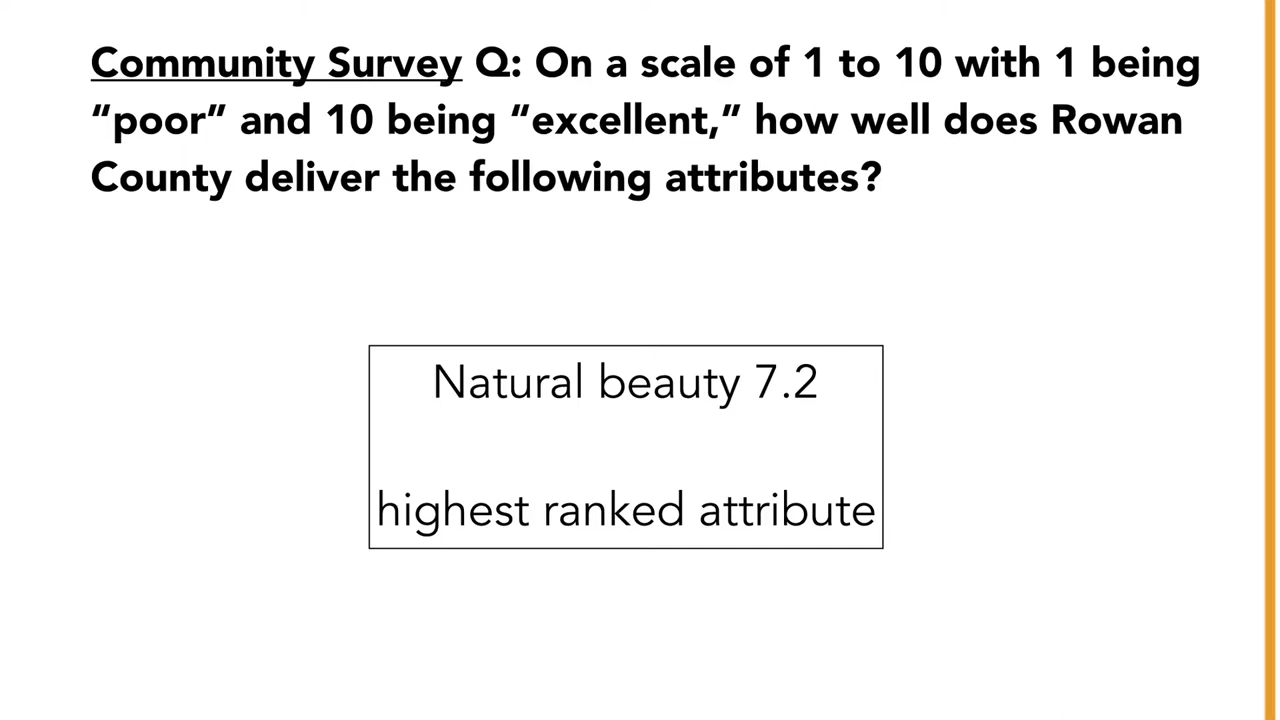 Community Survey Q: On a scale of 1 to 10 with 1 being
“poor” and 10 being “excellent,” how well does Rowan
County deliver the following attributes?
Natural beauty 7.2
highest ranked attribute